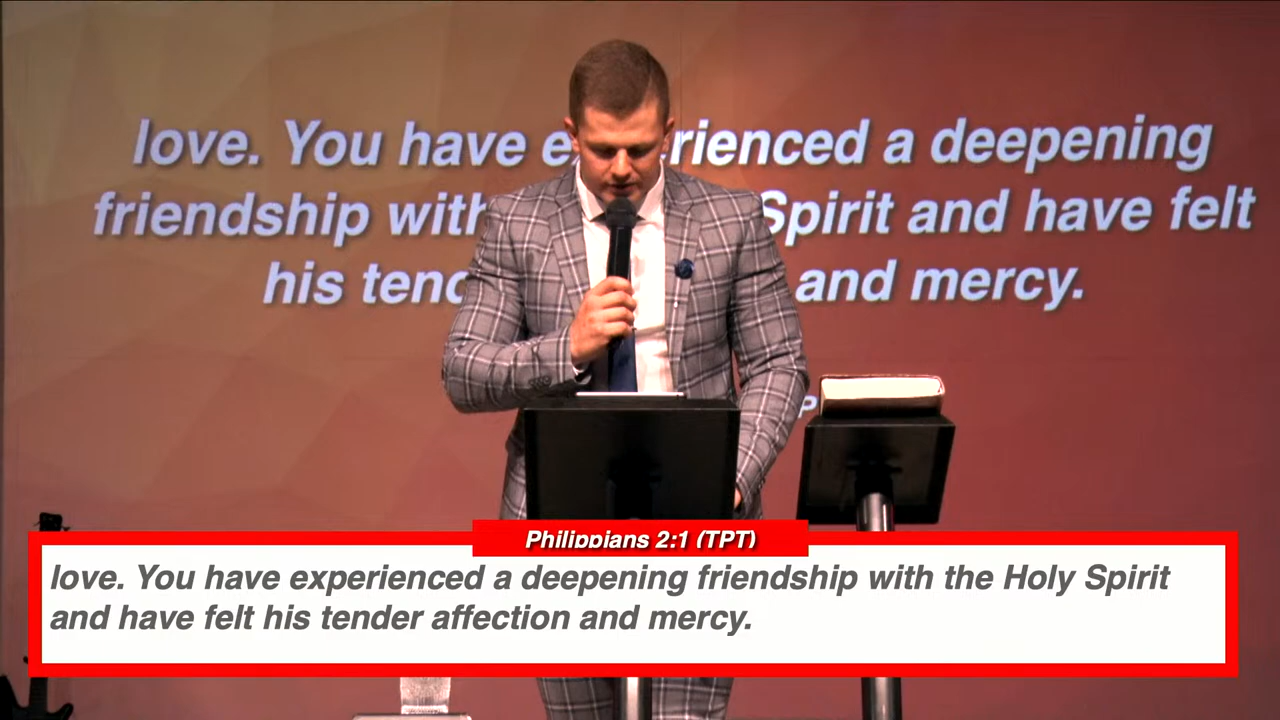 love. You have e rienced a deepening
friendship with Spirit and have felt
his tend and mercy.
P
Philippians 2:1 (TPT)
love. You have experienced a deepening friendship with the Holy Spirit
and have felt his tender affection and mercy.